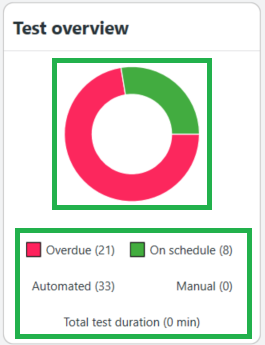 Test overview
Overdue (21) On schedule (8)
Automated (33) Manual (0)
Total test duration (0 min)